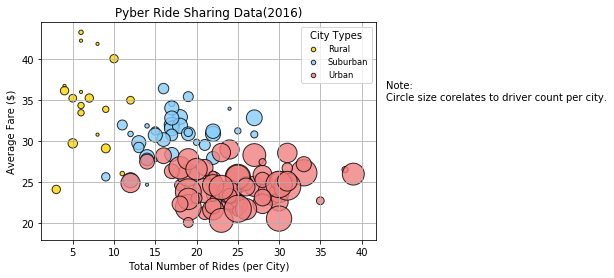 Pyber Ride Sharing Data(2016)
City Types
Rural
Suburban
Urban
Note:
Circle size corelates to driver count per city.
Average Fare ($)
40
35
30
25
20
5
10
15
20
25
30
35
40
Total Number of Rides (per City)